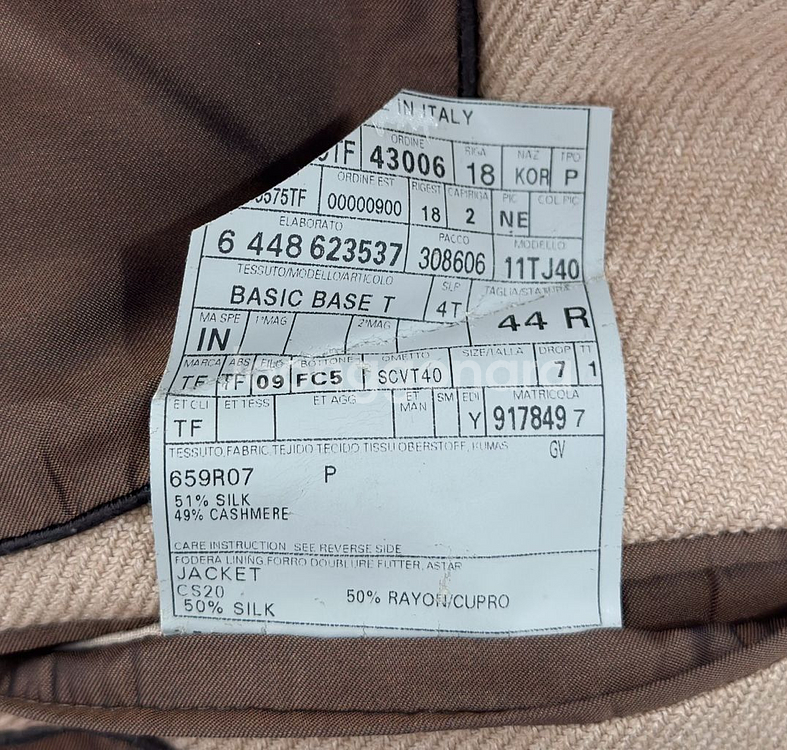 IN ITALY
ORDINE RIGA NAZ TPO
TF 43006 18 KOR P
ORDINE EST RIGEST CAPIRIGA PIC COL.PIC
0575TF 00000900 18 2 NE
ELABORATO PACCO MODELLO
6 448 623537 308606 11TJ40
TESSUTO/MODELLO/ARTICOLO SLP TAGLIA/STATURA
BASIC BASE T 4T 44 R
MA SPE 1°MAG 2°MAG
IN
MARCA ABS FILO BOTTONE OMETTO SIZE/ITALIA DROP TT
TF TF 09 FC5 SCVT40 7 1
ET CLI ET TESS ET AGG ET MAN SM EDI MATRICOLA
TF Y 917849 7
TESSUTO, FABRIC, TEJIDO TECIDO TISSU OBERSTOFF, KUMAS GV
659R07 P
51% SILK
49% CASHMERE
CARE INSTRUCTION SEE REVERSE SIDE
FODERA LINING FORRO DOUBLURE FUTTER, ASTAR
JACKET
CS20
50% SILK 50% RAYON/CUPRO